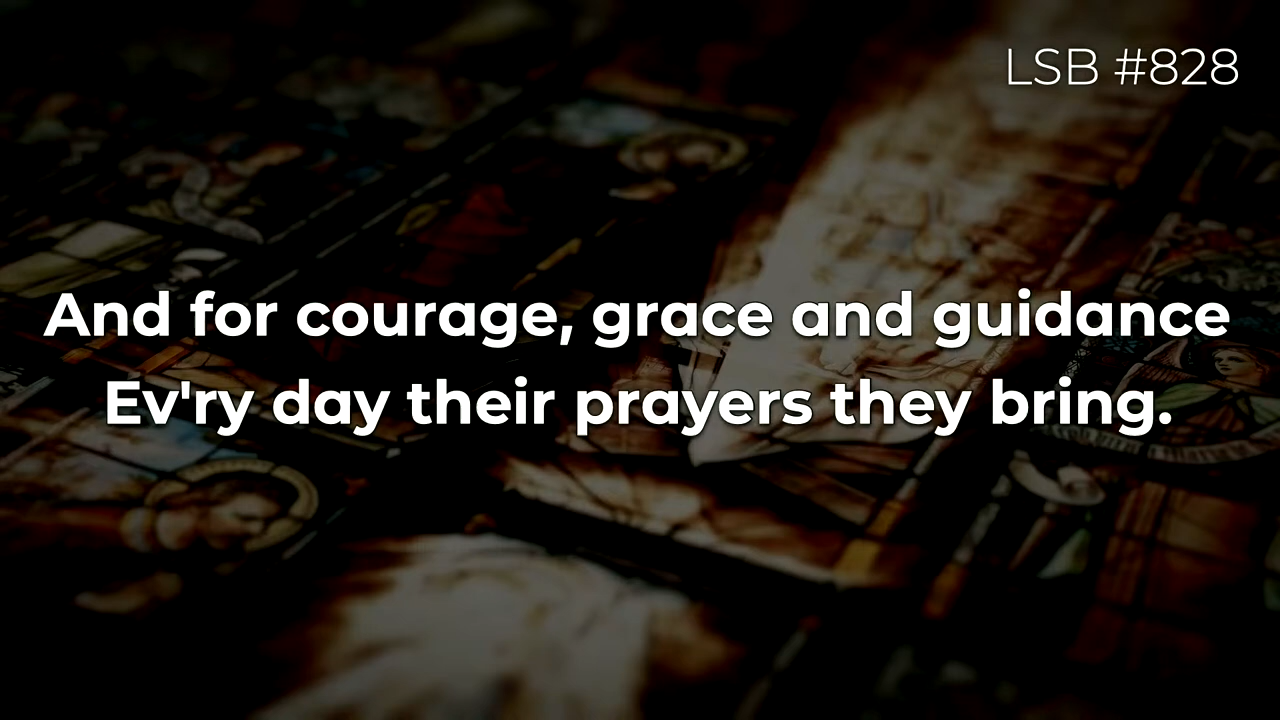 LSB #828
And for courage, grace and guidance
Ev'ry day their prayers they bring.